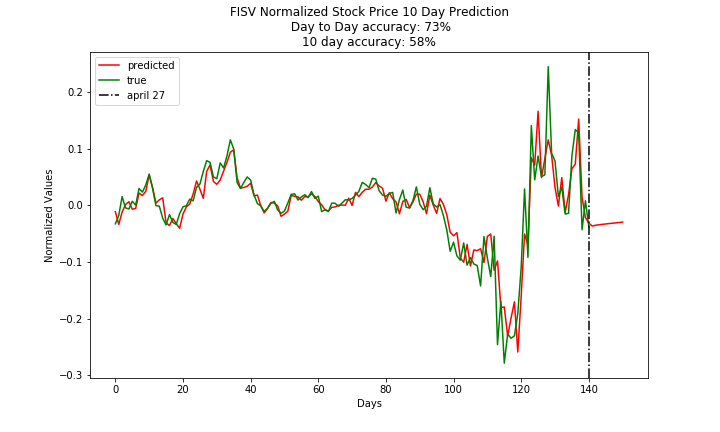 FISV Normalized Stock Price 10 Day Prediction
Day to Day accuracy: 73%
10 day accuracy: 58%
predicted
true
april 27
Normalized Values
0.2
0.1
0.0
−0.1
−0.2
−0.3
0 20 40 60 80 100 120 140
Days